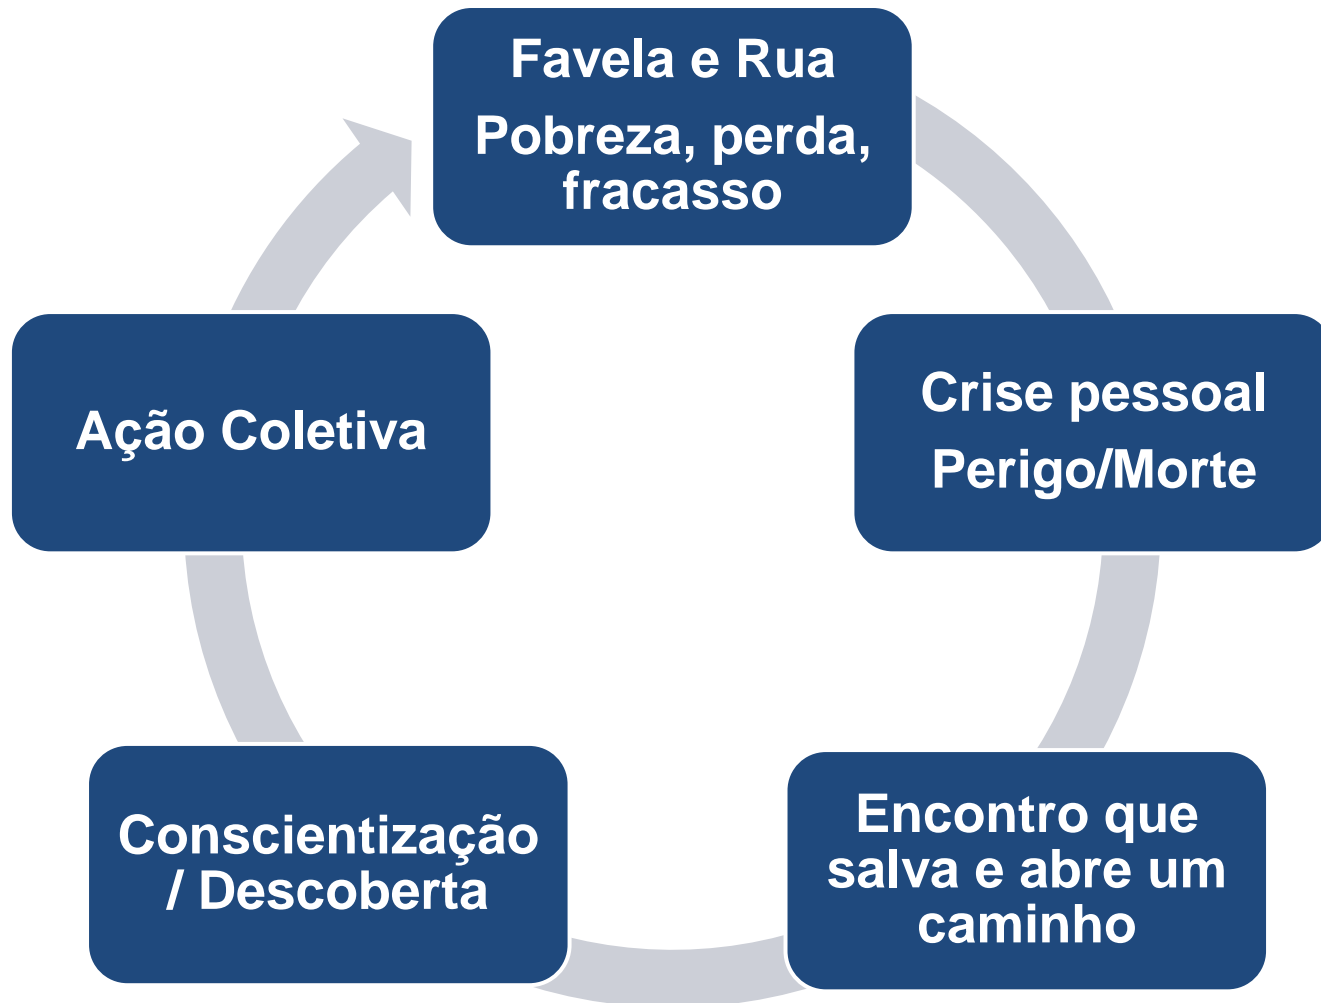 Favela e Rua
Pobreza, perda,
fracasso
Crise pessoal
Perigo/Morte
Encontro que
salva e abre um
caminho
Conscientização
/ Descoberta
Ação Coletiva